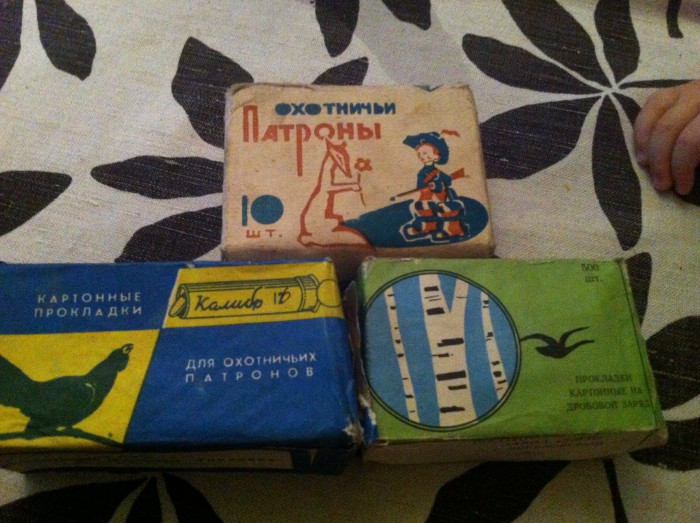 ОХОТНИЧЬИ
ПАТРОНЫ
10
ШТ.
КАРТОННЫЕ
ПРОКЛАДКИ
Калибр 16
ДЛЯ ОХОТНИЧЬИХ
ПАТРОНОВ
500
ШТ.
ПРОКЛАДКИ
КАРТОННЫЕ НА
ДРОБОВОЙ ЗАРЯД